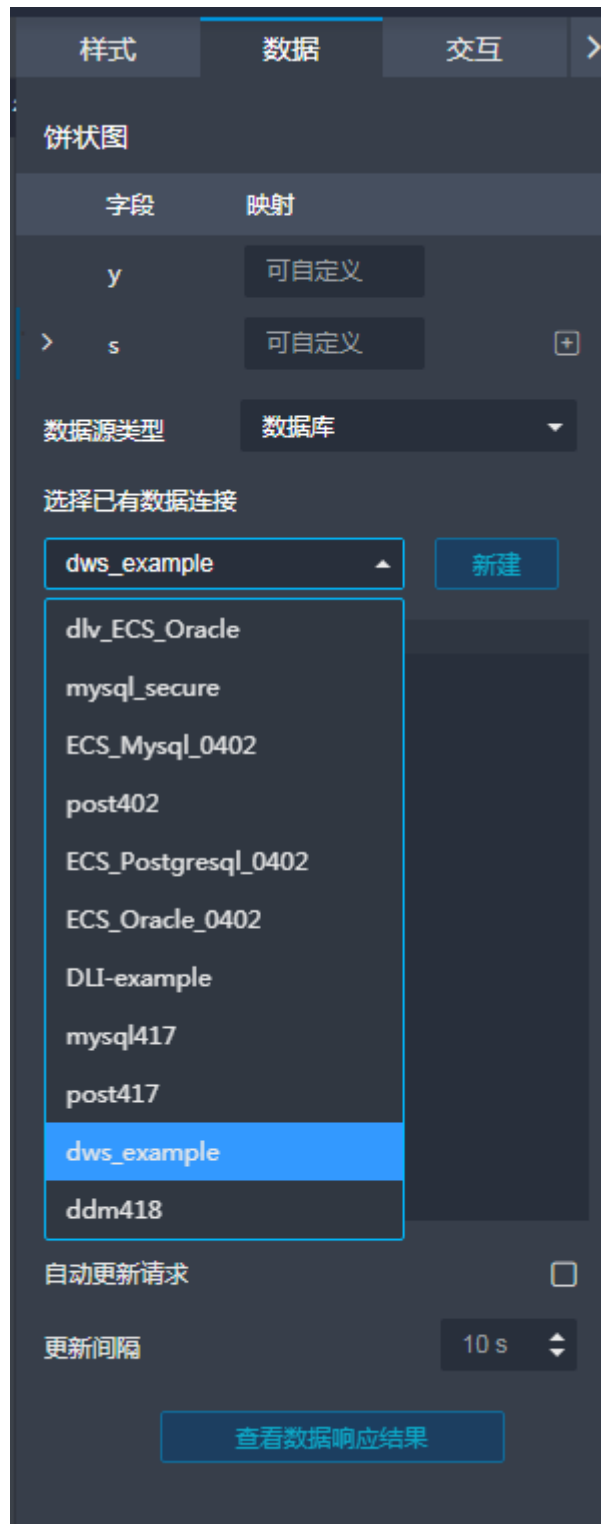 样式 数据 交互
饼状图
字段 映射
y 可自定义
s 可自定义
数据源类型 数据库
选择已有数据连接
dws_example 新建
dlv_ECS_Oracle
mysql_secure
ECS_Mysql_0402
post402
ECS_Postgresql_0402
ECS_Oracle_0402
DLI-example
mysql417
post417
dws_example
ddm418
自动更新请求
更新间隔 10 s
查看数据响应结果